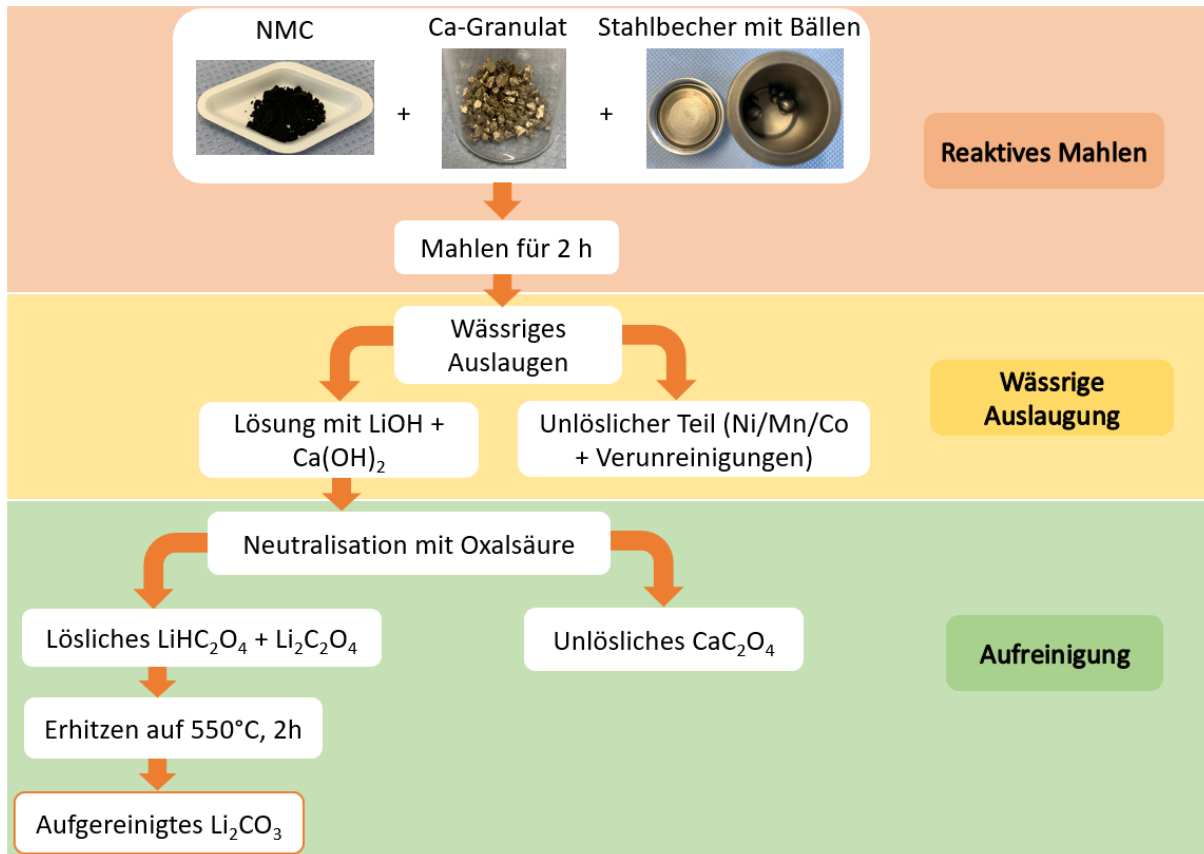 NMC
Ca-Granulat
Stahlbecher mit Bällen
+
+
Reaktives Mahlen
Mahlen für 2 h
Wässriges
Auslaugen
Wässrige
Auslaugung
Lösung mit LiOH +
Ca(OH)₂
Unlöslicher Teil (Ni/Mn/Co
+ Verunreinigungen)
Neutralisation mit Oxalsäure
Lösliches LiHC₂O₄ + Li₂C₂O₄
Unlösliches CaC₂O₄
Aufreinigung
Erhitzen auf 550°C, 2h
Aufgereinigtes Li₂CO₃